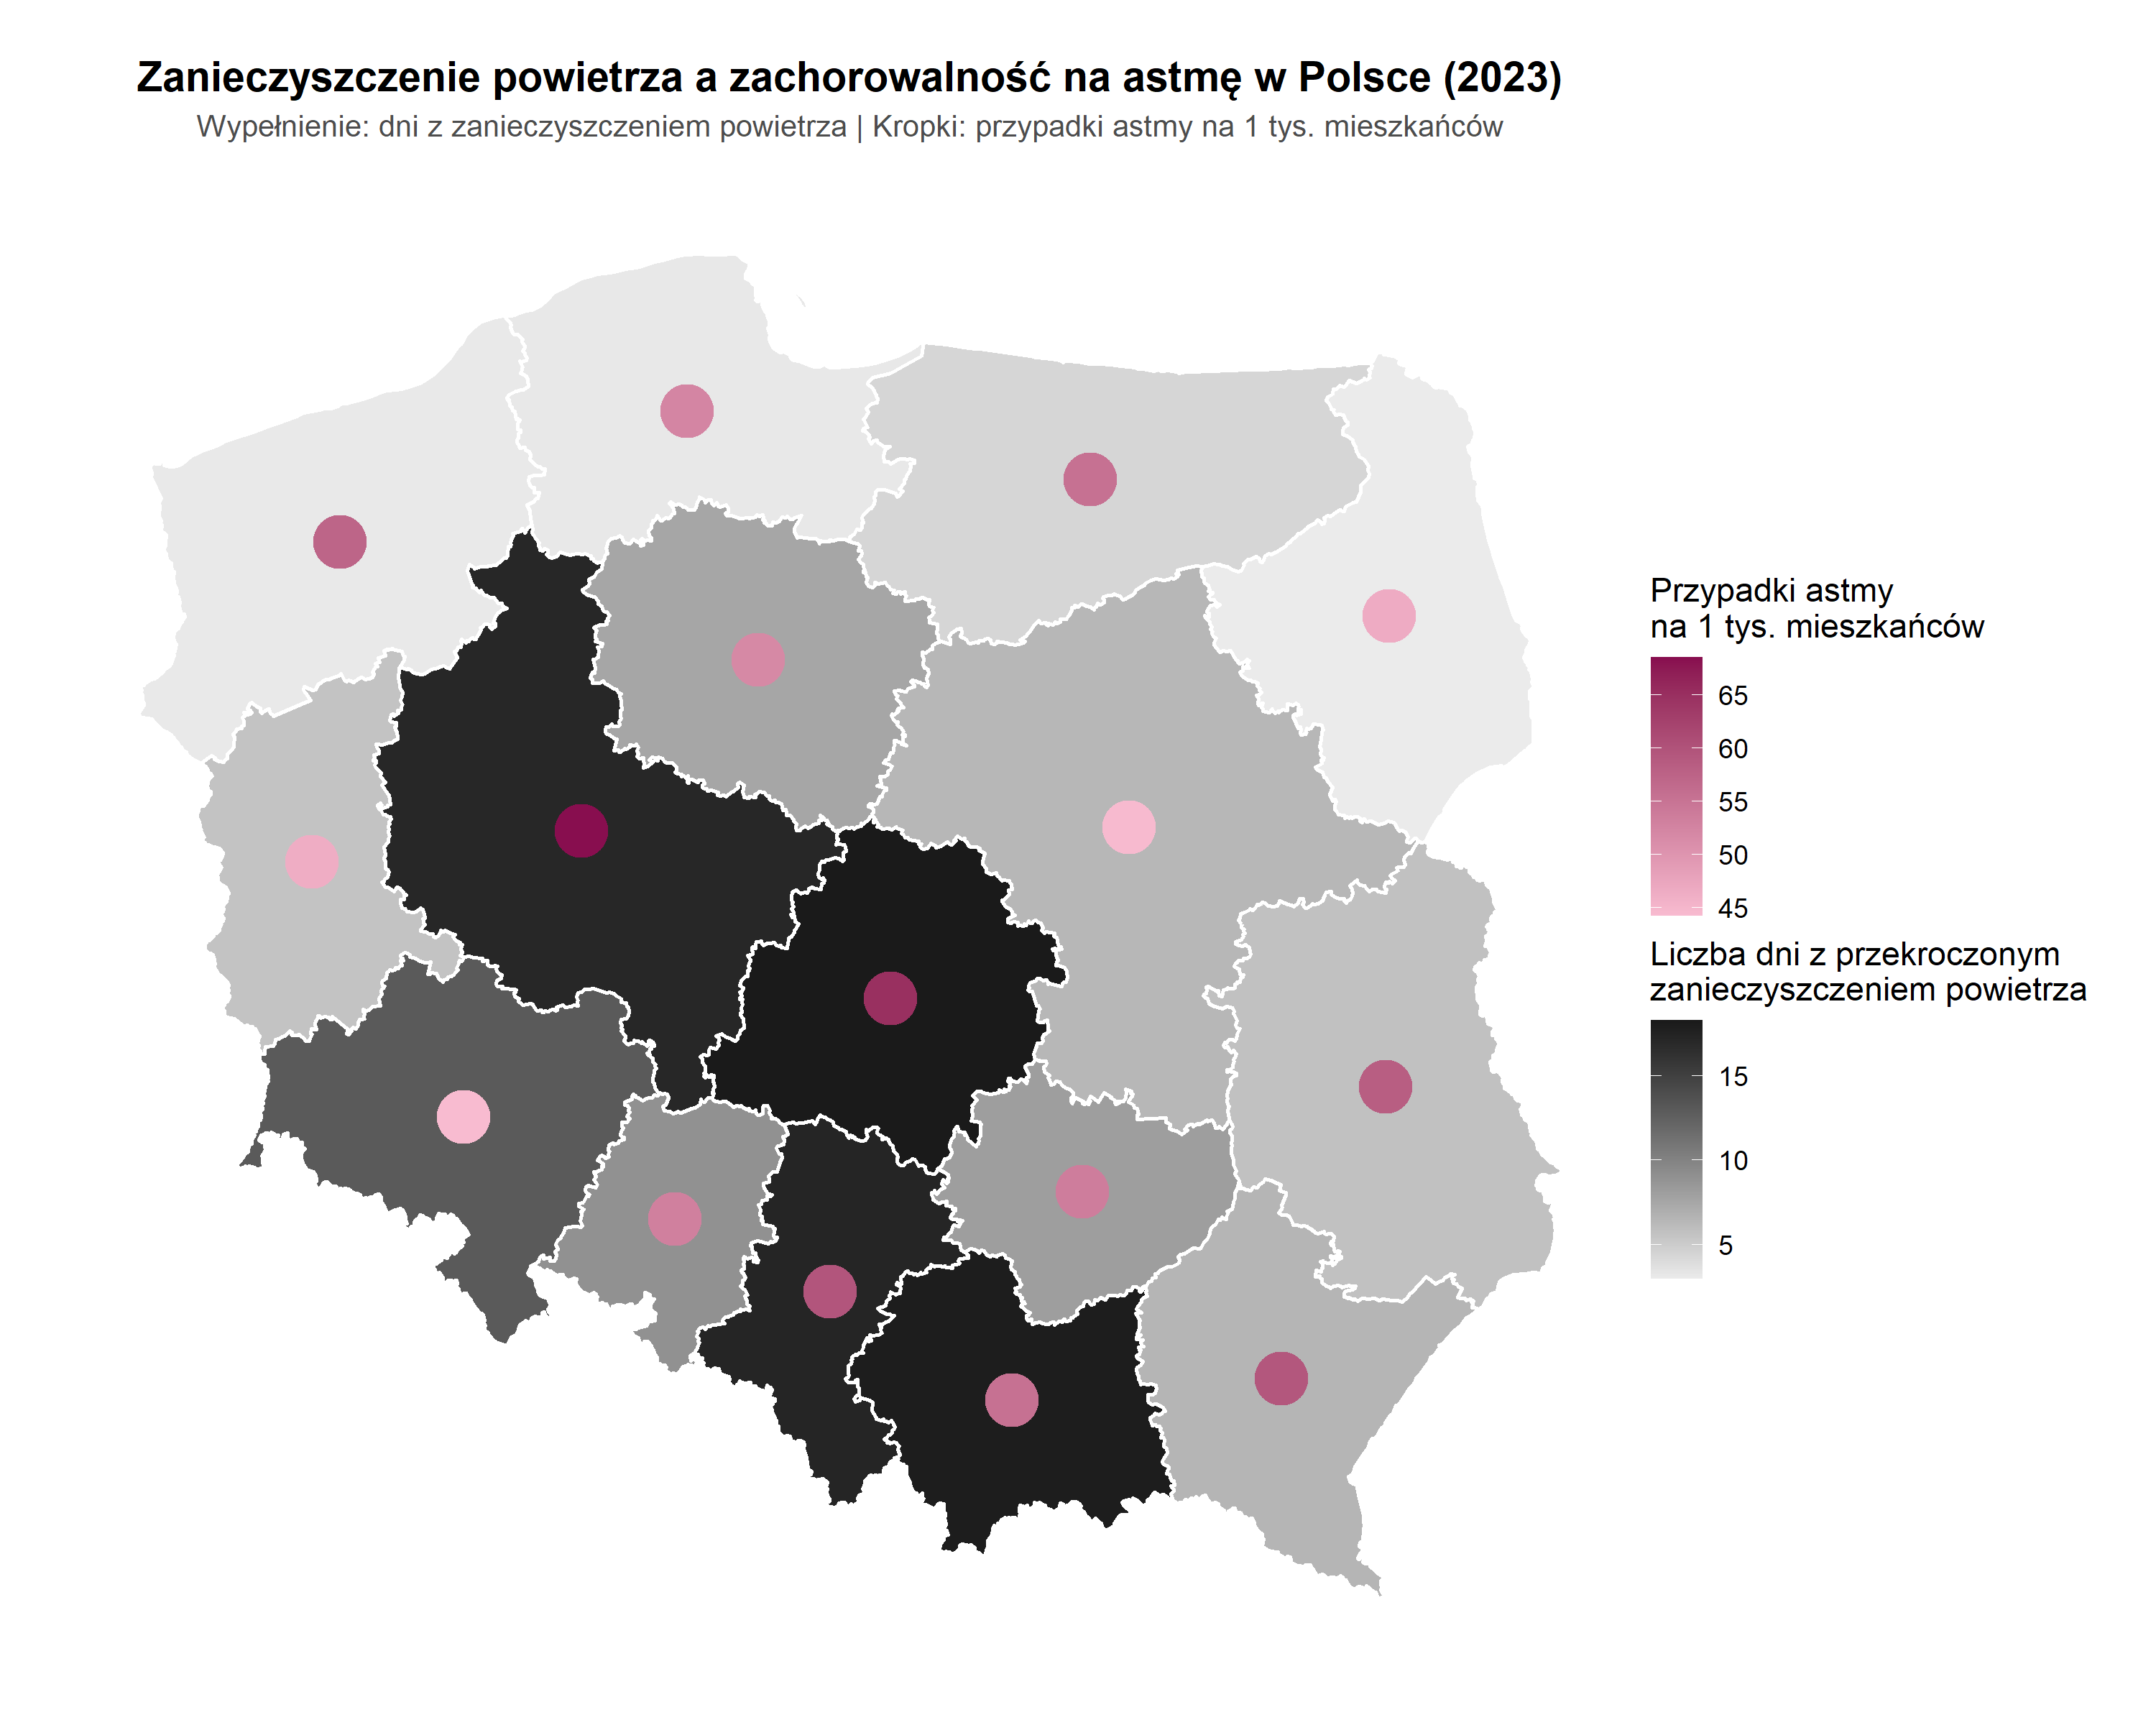 Zanieczyszczenie powietrza a zachorowalność na astmę w Polsce (2023)
Wypełnienie: dni z zanieczyszczeniem powietrza | Kropki: przypadki astmy na 1 tys. mieszkańców
Przypadki astmy
na 1 tys. mieszkańców
65
60
55
50
45
Liczba dni z przekroczonym
zanieczyszczeniem powietrza
15
10
5